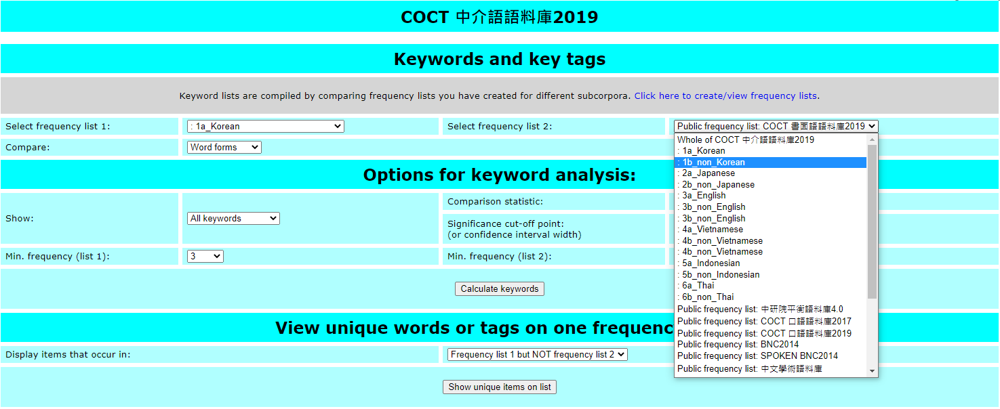 COCT 中介語語料庫2019
Keywords and key tags
Keyword lists are compiled by comparing frequency lists you have created for different subcorpora. Click here to create/view frequency lists.
Select frequency list 1:
: 1a_Korean
Select frequency list 2:
Public frequency list: COCT 書面語語料庫2019
Compare:
Word forms
Whole of COCT 中介語語料庫2019
: 1a_Korean
: 1b_non_Korean
: 2a_Japanese
: 2b_non_Japanese
: 3a_English
: 3b_non_English
: 3b_non_English
: 4a_Vietnamese
: 4b_non_Vietnamese
: 4b_non_Vietnamese
: 5a_Indonesian
: 5b_non_Indonesian
: 6a_Thai
: 6b_non_Thai
Public frequency list: 中研院平衡語料庫4.0
Public frequency list: COCT 口語語料庫2017
Public frequency list: COCT 口語語料庫2019
Public frequency list: BNC2014
Public frequency list: SPOKEN BNC2014
Public frequency list: 中文學術語料庫
Options for keyword analysis:
Show:
All keywords
Comparison statistic:
Significance cut-off point:
(or confidence interval width)
Min. frequency (list 1):
3
Min. frequency (list 2):
Calculate keywords
View unique words or tags on one frequenc
Display items that occur in:
Frequency list 1 but NOT frequency list 2
Show unique items on list